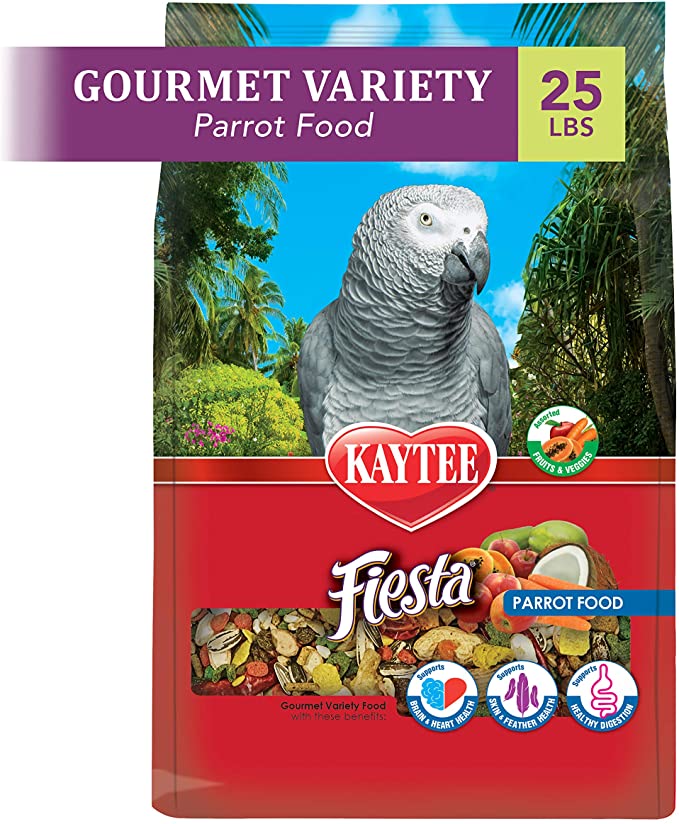 GOURMET VARIETY
Parrot Food
25
LBS
Assorted
FRUITS & VEGGIES
KAYTEE
Fiesta®
PARROT FOOD
Gourmet Variety Food
with these benefits:
Supports
BRAIN & HEART HEALTH
Supports
SKIN & FEATHER HEALTH
Supports
HEALTHY DIGESTION